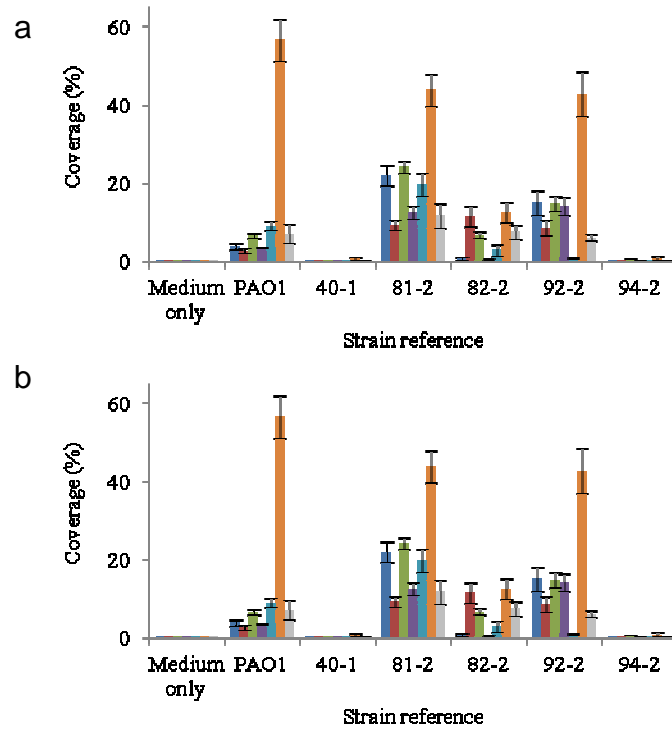 a
60
40
20
0
Coverage (%)
Medium only
PAO1
40-1
81-2
82-2
92-2
94-2
Strain reference
b
60
40
20
0
Coverage (%)
Medium only
PAO1
40-1
81-2
82-2
92-2
94-2
Strain reference